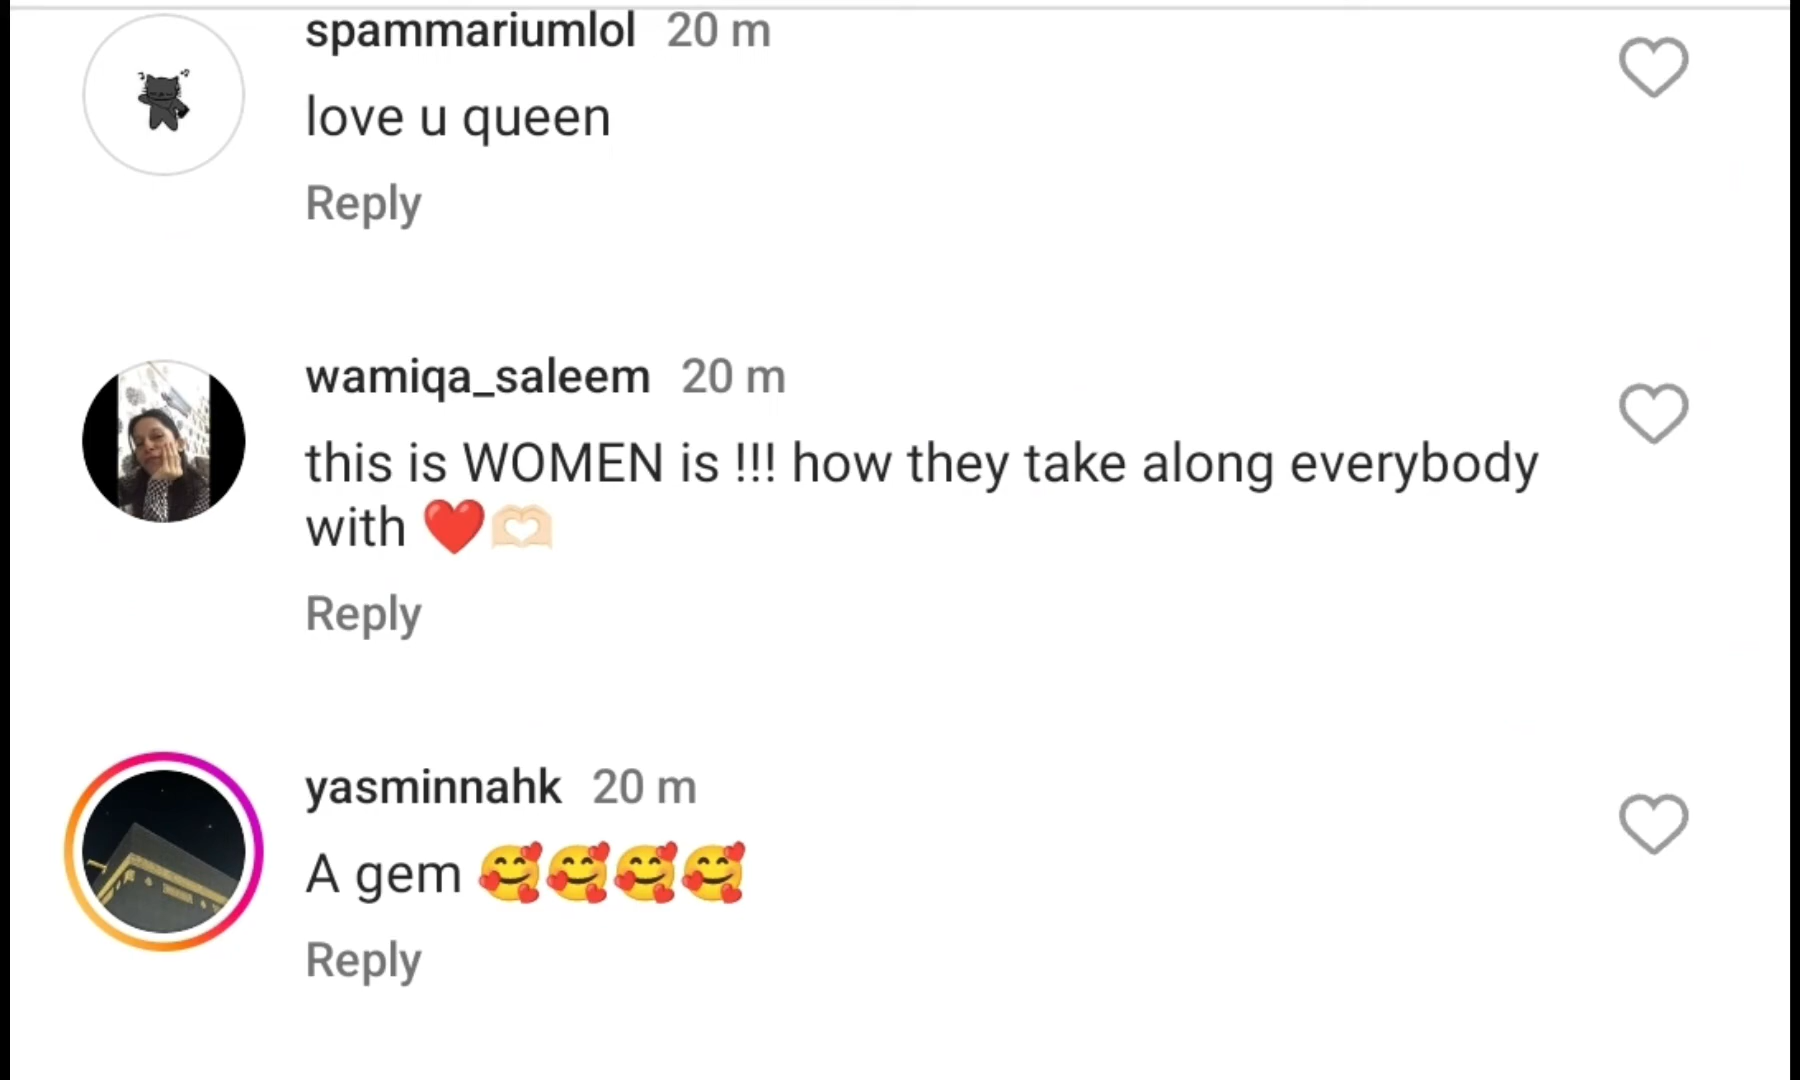 spammariumlol 20 m
love u queen
Reply
wamiqa_saleem 20 m
this is WOMEN is !!! how they take along everybody
with ❤️🫶🏻
Reply
yasminnahk 20 m
A gem 🥰🥰🥰🥰
Reply